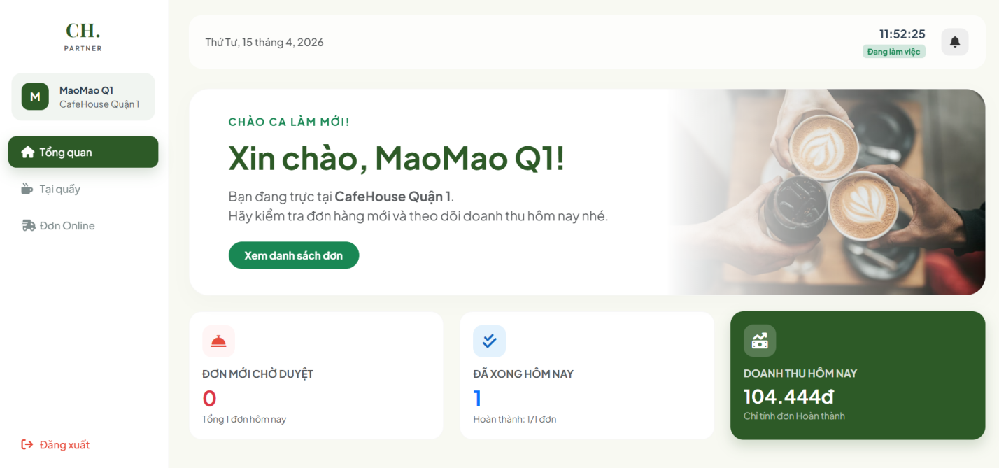 CH.
PARTNER
M
MaoMao Q1
CafeHouse Quận 1
Tổng quan
Tại quầy
Đơn Online
Đăng xuất
Thứ Tư, 15 tháng 4, 2026
11:52:25
Đang làm việc
CHÀO CA LÀM MỚI!
Xin chào, MaoMao Q1!
Bạn đang trực tại CafeHouse Quận 1.
Hãy kiểm tra đơn hàng mới và theo dõi doanh thu hôm nay nhé.
Xem danh sách đơn
ĐƠN MỚI CHỜ DUYỆT
0
Tổng 1 đơn hôm nay
ĐÃ XONG HÔM NAY
1
Hoàn thành: 1/1 đơn
DOANH THU HÔM NAY
104.444đ
Chỉ tính đơn Hoàn thành